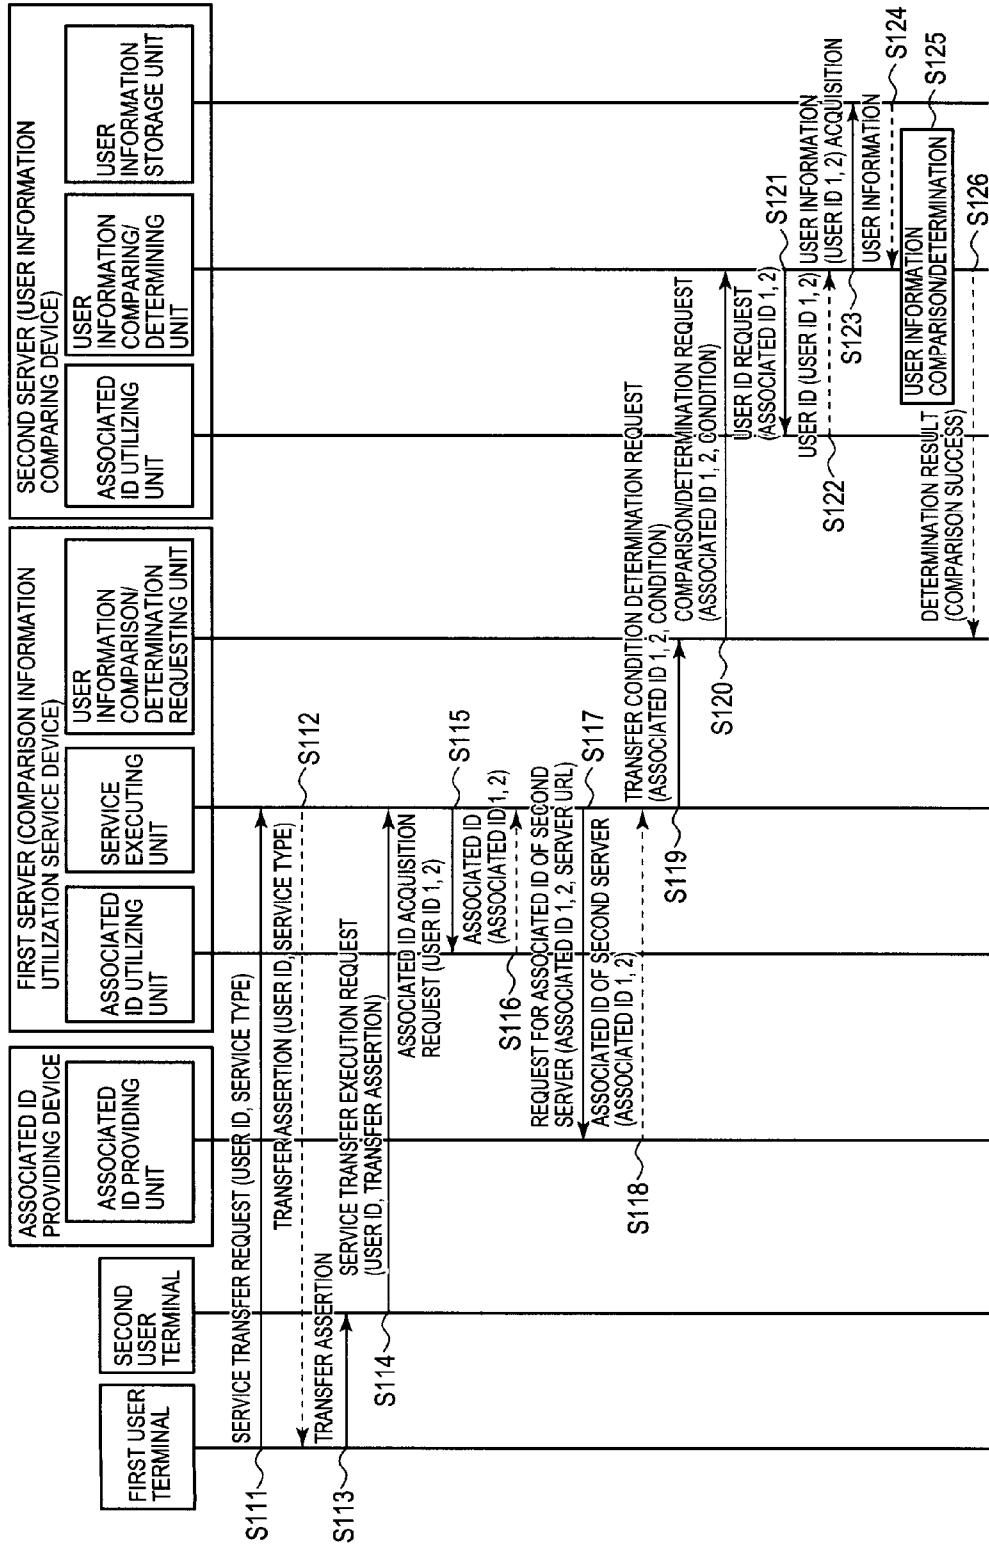 FIRST USER
TERMINAL
SECOND
USER
TERMINAL
ASSOCIATED ID
PROVIDING DEVICE
ASSOCIATED
ID PROVIDING
UNIT
FIRST SERVER (COMPARISON INFORMATION
UTILIZATION SERVICE DEVICE)
ASSOCIATED
ID UTILIZING
UNIT
SERVICE
EXECUTING
UNIT
USER
INFORMATION
COMPARISON/
DETERMINATION
REQUESTING UNIT
SECOND SERVER (USER INFORMATION
COMPARING DEVICE)
ASSOCIATED
ID UTILIZING
UNIT
USER
INFORMATION
COMPARING/
DETERMINING
UNIT
USER
INFORMATION
STORAGE UNIT
SERVICE TRANSFER REQUEST (USER ID, SERVICE TYPE)
S111
TRANSFER ASSERTION (USER ID, SERVICE TYPE)
S112
TRANSFER ASSERTION
S113
SERVICE TRANSFER EXECUTION REQUEST
(USER ID, TRANSFER ASSERTION)
S114
ASSOCIATED ID ACQUISITION
REQUEST (USER ID 1, 2)
S115
ASSOCIATED ID
(ASSOCIATED ID 1, 2)
S116
REQUEST FOR ASSOCIATED ID OF SECOND
SERVER (ASSOCIATED ID 1, 2, SERVER URL)
S117
ASSOCIATED ID OF SECOND SERVER
(ASSOCIATED ID 1, 2)
S118
TRANSFER CONDITION DETERMINATION REQUEST
(ASSOCIATED ID 1, 2, CONDITION)
S119
COMPARISON/DETERMINATION REQUEST
(ASSOCIATED ID 1, 2, CONDITION)
S120
USER ID REQUEST
(ASSOCIATED ID 1, 2)
S121
USER ID (USER ID 1, 2)
S122
USER INFORMATION
(USER ID 1, 2) ACQUISITION
S123
USER INFORMATION
S124
USER INFORMATION
COMPARISON/DETERMINATION
S125
DETERMINATION RESULT
(COMPARISON SUCCESS)
S126